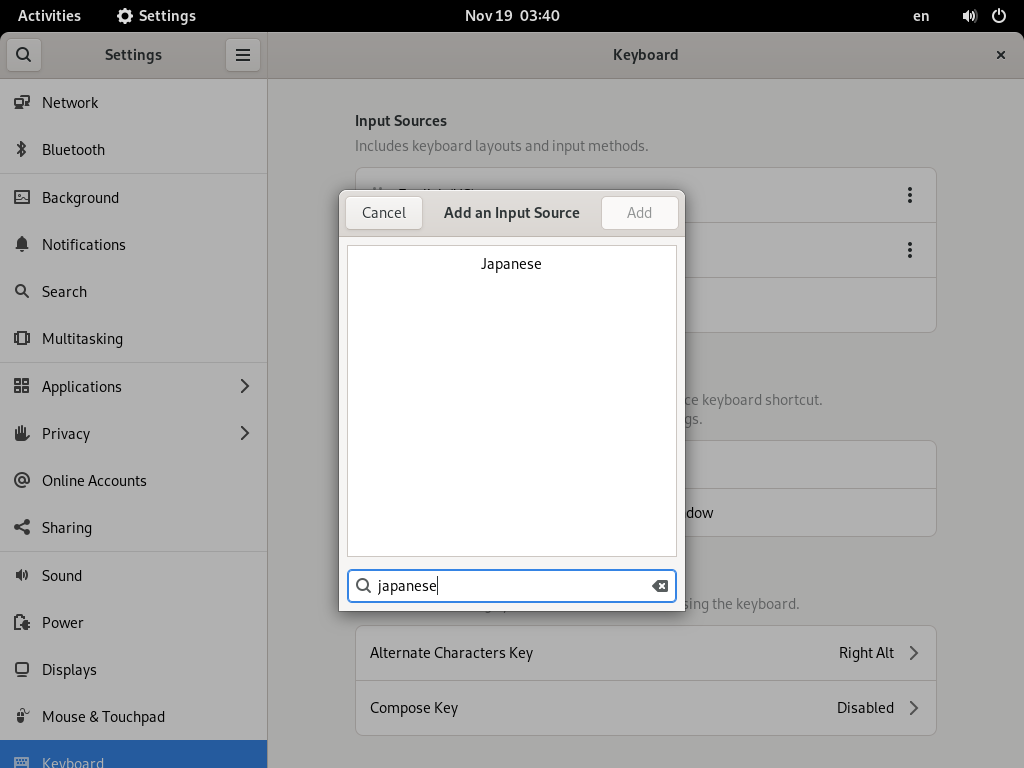 Activities
Settings
Nov 19 03:40
en
Settings
Keyboard
Network
Bluetooth
Background
Notifications
Search
Multitasking
Applications
Privacy
Online Accounts
Sharing
Sound
Power
Displays
Mouse & Touchpad
Keyboard
Input Sources
Includes keyboard layouts and input methods.
Cancel
Add an Input Source
Add
Japanese
japanese
ce keyboard shortcut.
gs.
dow
sing the keyboard.
Alternate Characters Key
Right Alt
Compose Key
Disabled